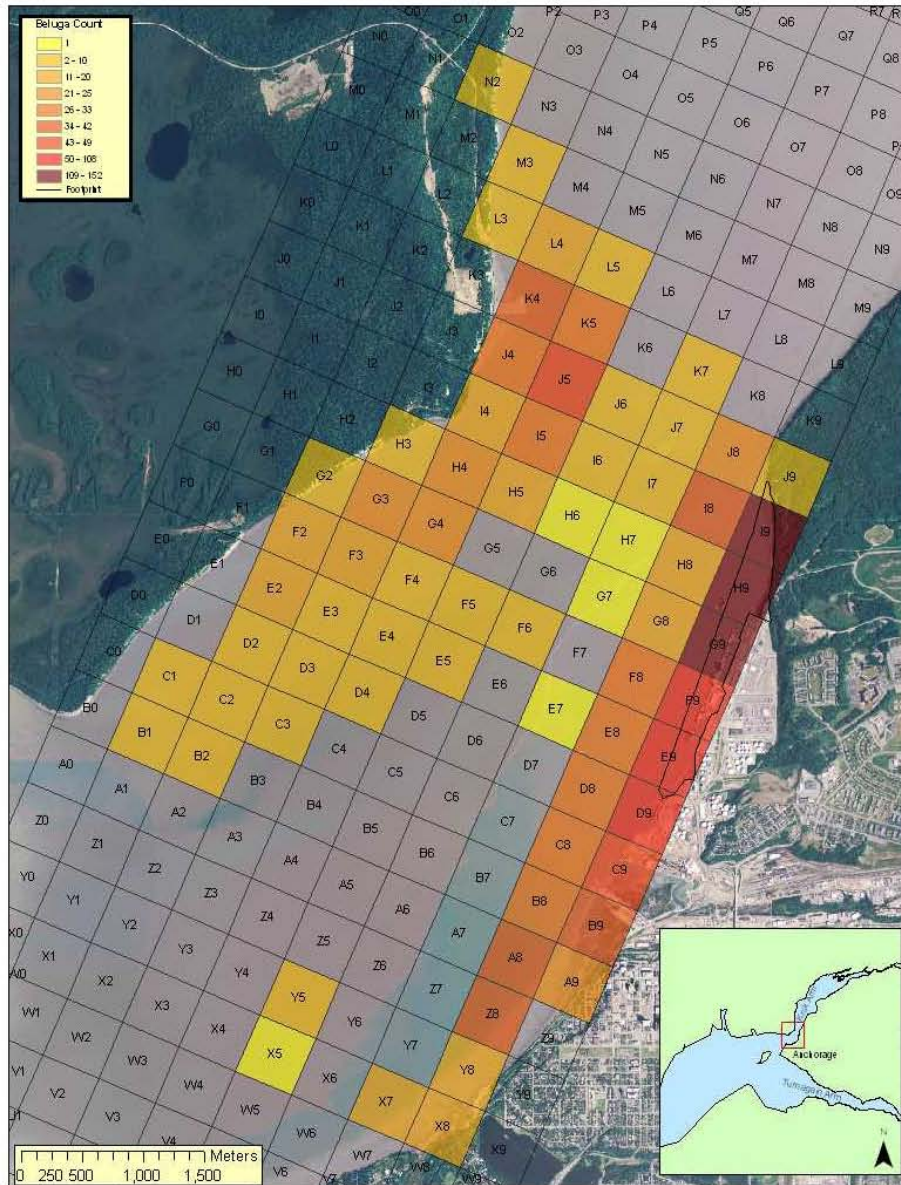 Beluga Count
1
2 - 10
11 - 20
21 - 25
26 - 33
34 - 42
43 - 49
50 - 108
109 - 152
Footprint
O0 O1 P2 P3 P4 Q5 Q6 R7 R
N0 N1 O2 O3 P5 Q7
M0 M1 N2 O4 P6 Q8
L0 L1 M2 N3 O5 P7
K0 K1 L2 M3 N4 O6 P8
J0 J1 K2 L3 M4 N5 O7
I0 I1 J2 K3 L4 M5 N6 O8
H0 H1 I2 J3 K4 L5 M6 N7 O9
G0 G1 H2 I3 J4 K5 L6 M7 N8
F0 F1 G2 H3 I4 J5 K6 L7 M8 N9
E0 E1 F2 G3 H4 I5 J6 K7 L8 M9
D0 D1 E2 F3 G4 H5 I6 J7 K8 L9
C0 C1 D2 E3 F4 G5 H6 I7 J8 K9
B0 B1 C2 D3 E4 F5 G6 H7 I8 J9
A0 A1 B2 C3 D4 E5 F6 G7 H8 I9
Z0 Z1 A2 B3 C4 D5 E6 F7 G8 H9
Y0 Y1 Z2 A3 B4 C5 D6 E7 F8 G9
X0 X1 Y2 Z3 A4 B5 C6 D7 E8 F9
W1 X2 Y3 Z4 A5 B6 C7 D8 E9
V1 W2 X3 Y4 Z5 A6 B7 C8 D9
V2 W3 X4 Y5 Z6 A7 B8 C9
V3 W4 X5 Y6 Z7 A8 B9
V4 W5 X6 Y7 Z8 A9
V6 W6 X7 Y8 Z9
W7 X8 Y9
W8 X9
W9
Anchorage
Turnagain Arm
N
Meters
0 250 500 1,000 1,500